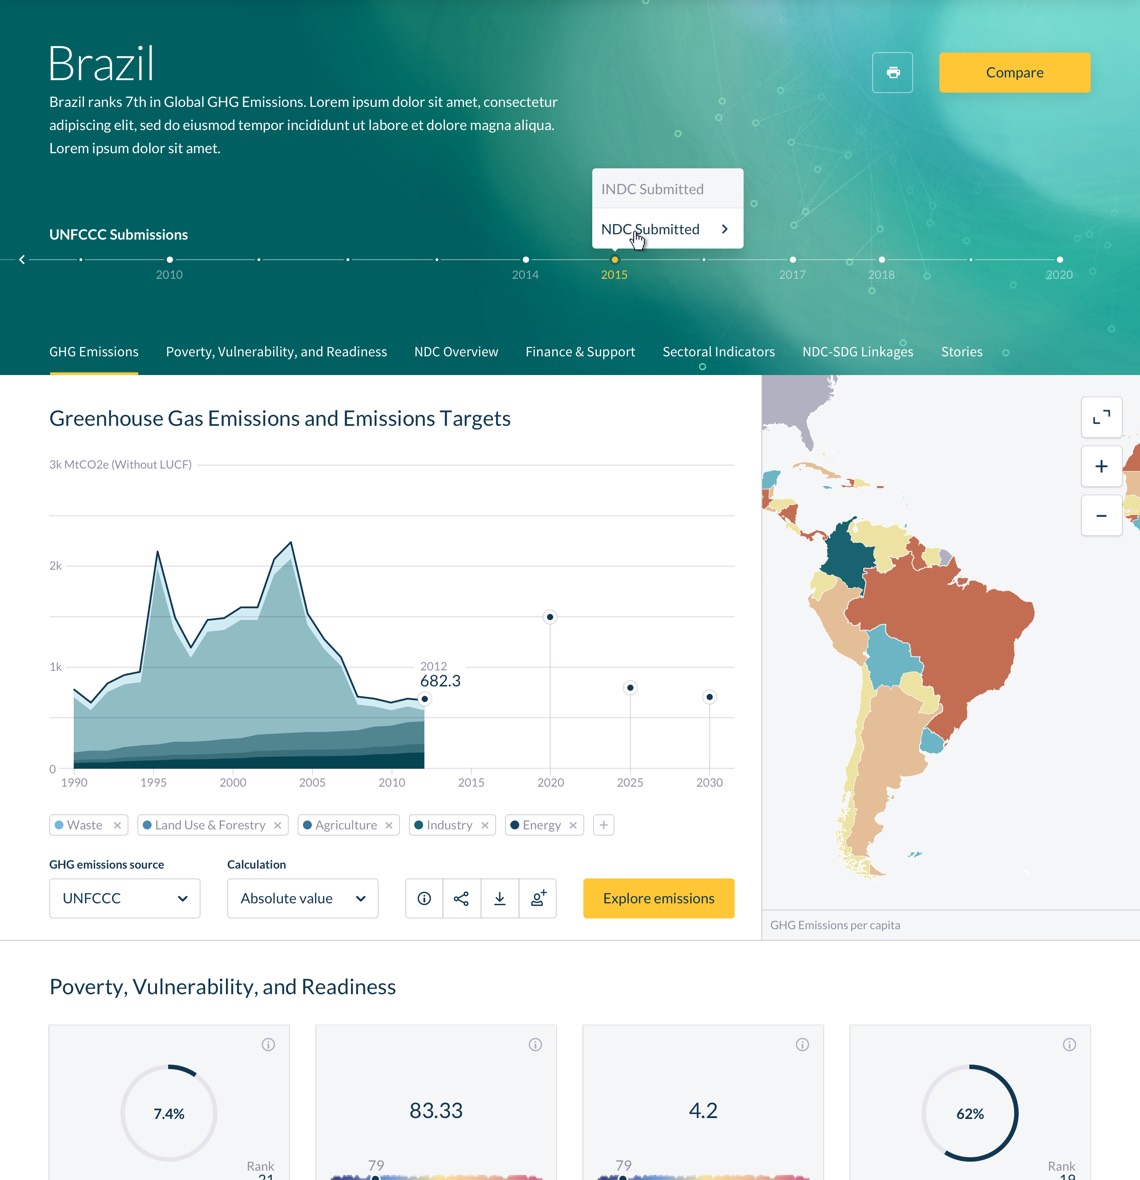 Brazil
Brazil ranks 7th in Global GHG Emissions. Lorem ipsum dolor sit amet, consectetur
adipiscing elit, sed do eiusmod tempor incididunt ut labore et dolore magna aliqua.
Lorem ipsum dolor sit amet.
Compare
INDC Submitted
NDC Submitted
UNFCCC Submissions
2010 2014 2015 2017 2018 2020
GHG Emissions Poverty, Vulnerability, and Readiness NDC Overview Finance & Support Sectoral Indicators NDC-SDG Linkages Stories
Greenhouse Gas Emissions and Emissions Targets
3k MtCO2e (Without LUCF)
2k
1k
2012
682.3
0
1990 1995 2000 2005 2010 2015 2020 2025 2030
Waste Land Use & Forestry Agriculture Industry Energy
GHG emissions source Calculation
UNFCCC Absolute value Explore emissions
GHG Emissions per capita
Poverty, Vulnerability, and Readiness
7.4% 83.33 4.2 62%
Rank 79 79 Rank
21 19